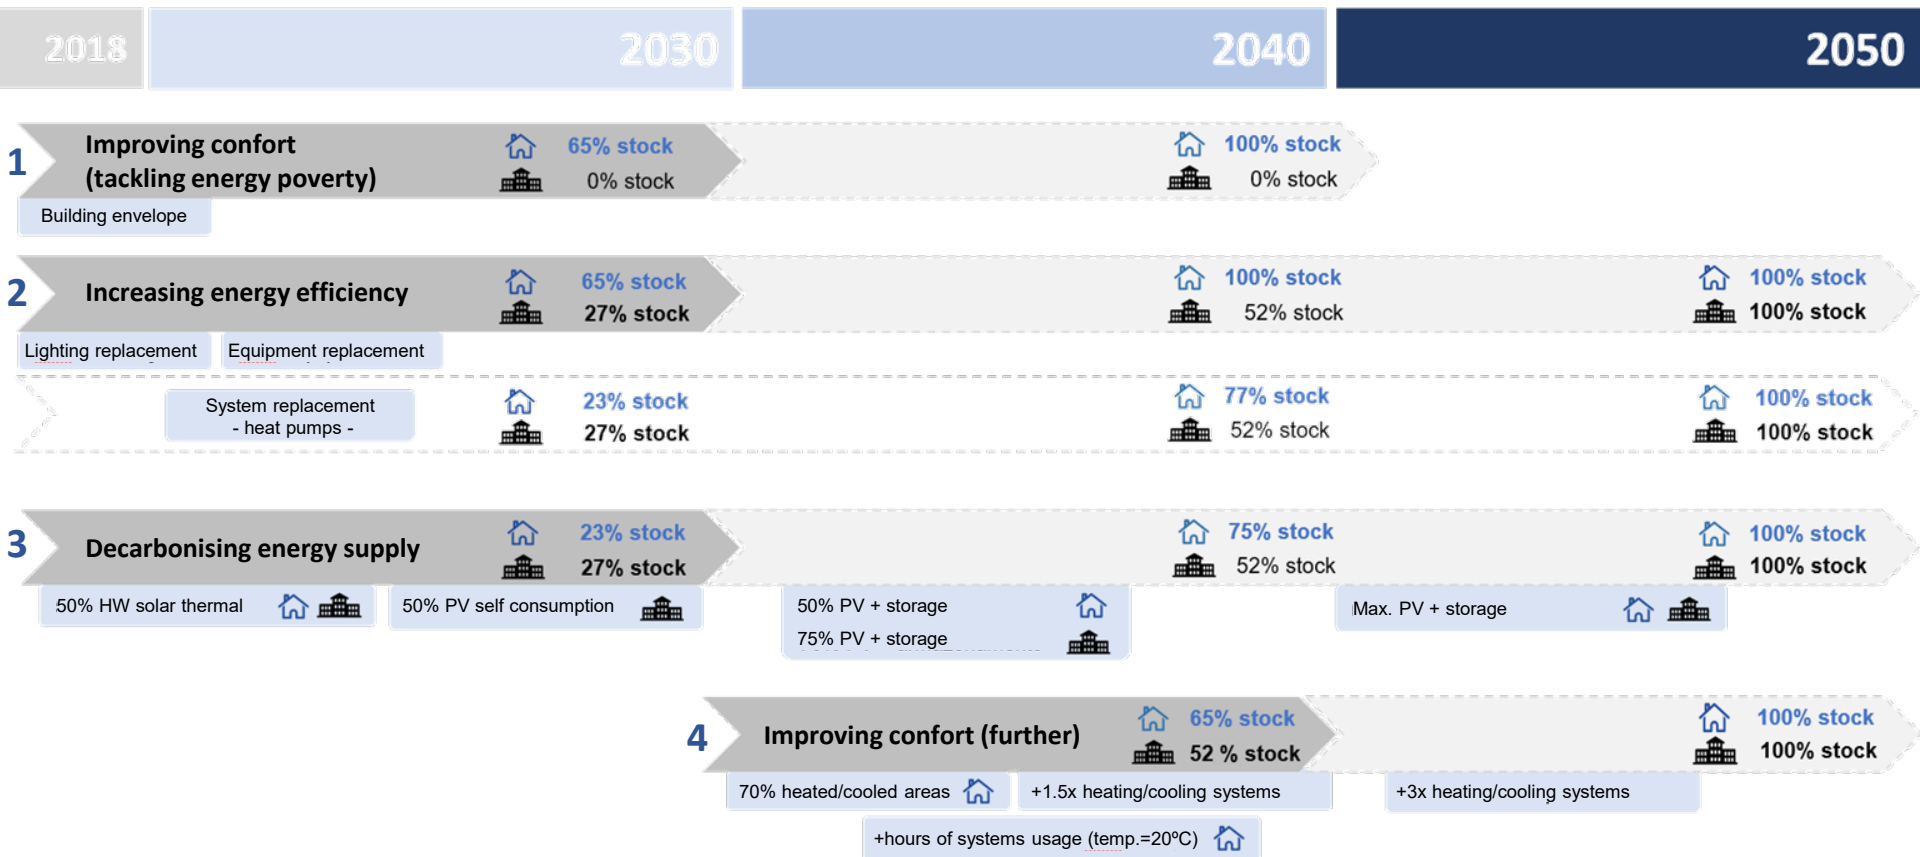 2018
2030
2040
2050
1
Improving confort
(tackling energy poverty)
65% stock
0% stock
100% stock
0% stock
Building envelope
2
Increasing energy efficiency
65% stock
27% stock
100% stock
52% stock
100% stock
100% stock
Lighting replacement
Equipment replacement
System replacement
- heat pumps -
23% stock
27% stock
77% stock
52% stock
100% stock
100% stock
3
Decarbonising energy supply
23% stock
27% stock
75% stock
52% stock
100% stock
100% stock
50% HW solar thermal
50% PV self consumption
50% PV + storage
75% PV + storage
Max. PV + storage
4
Improving confort (further)
65% stock
52 % stock
100% stock
100% stock
70% heated/cooled areas
+1.5x heating/cooling systems
+3x heating/cooling systems
+hours of systems usage (temp.=20ºC)